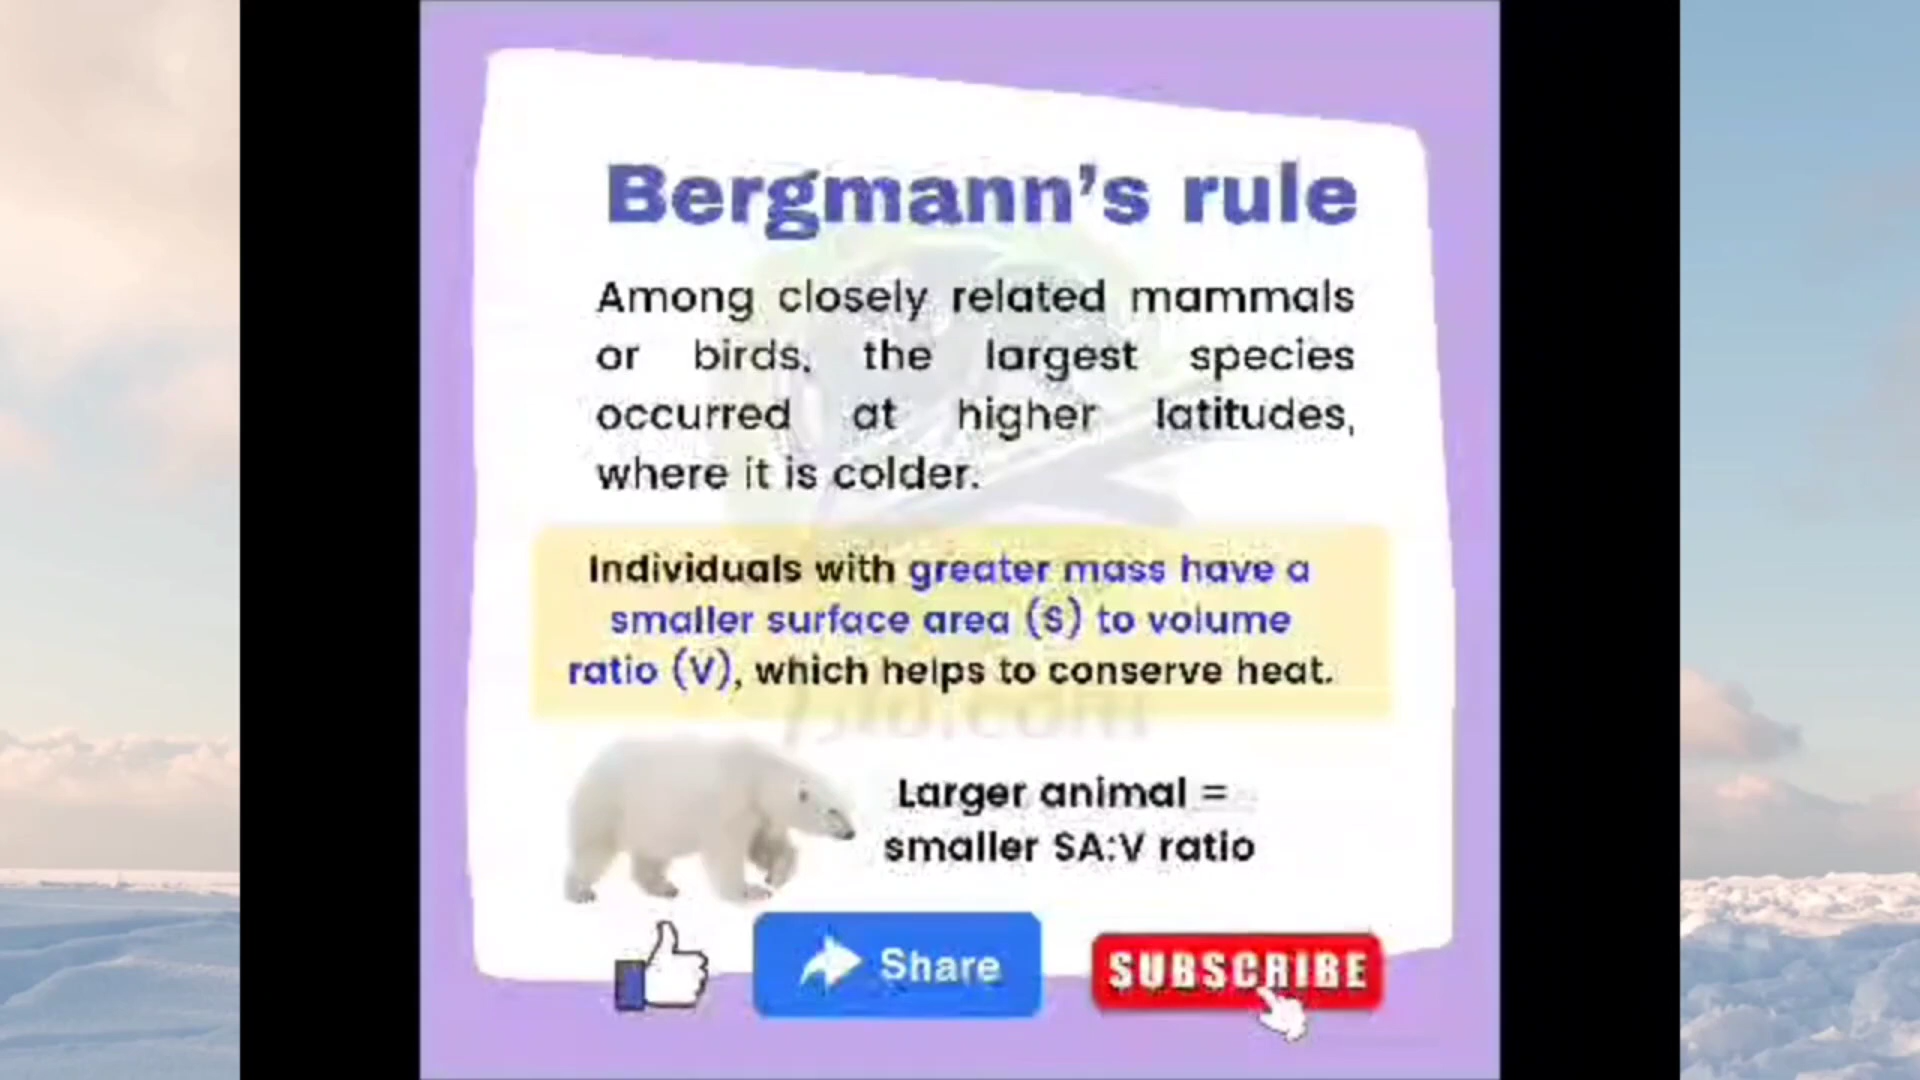 Bergmann's rule
Among closely related mammals
or birds, the largest species
occurred at higher latitudes,
where it is colder.
Individuals with greater mass have a
smaller surface area (S) to volume
ratio (V), which helps to conserve heat.
Larger animal =
smaller SA:V ratio
Share
SUBSCRIBE